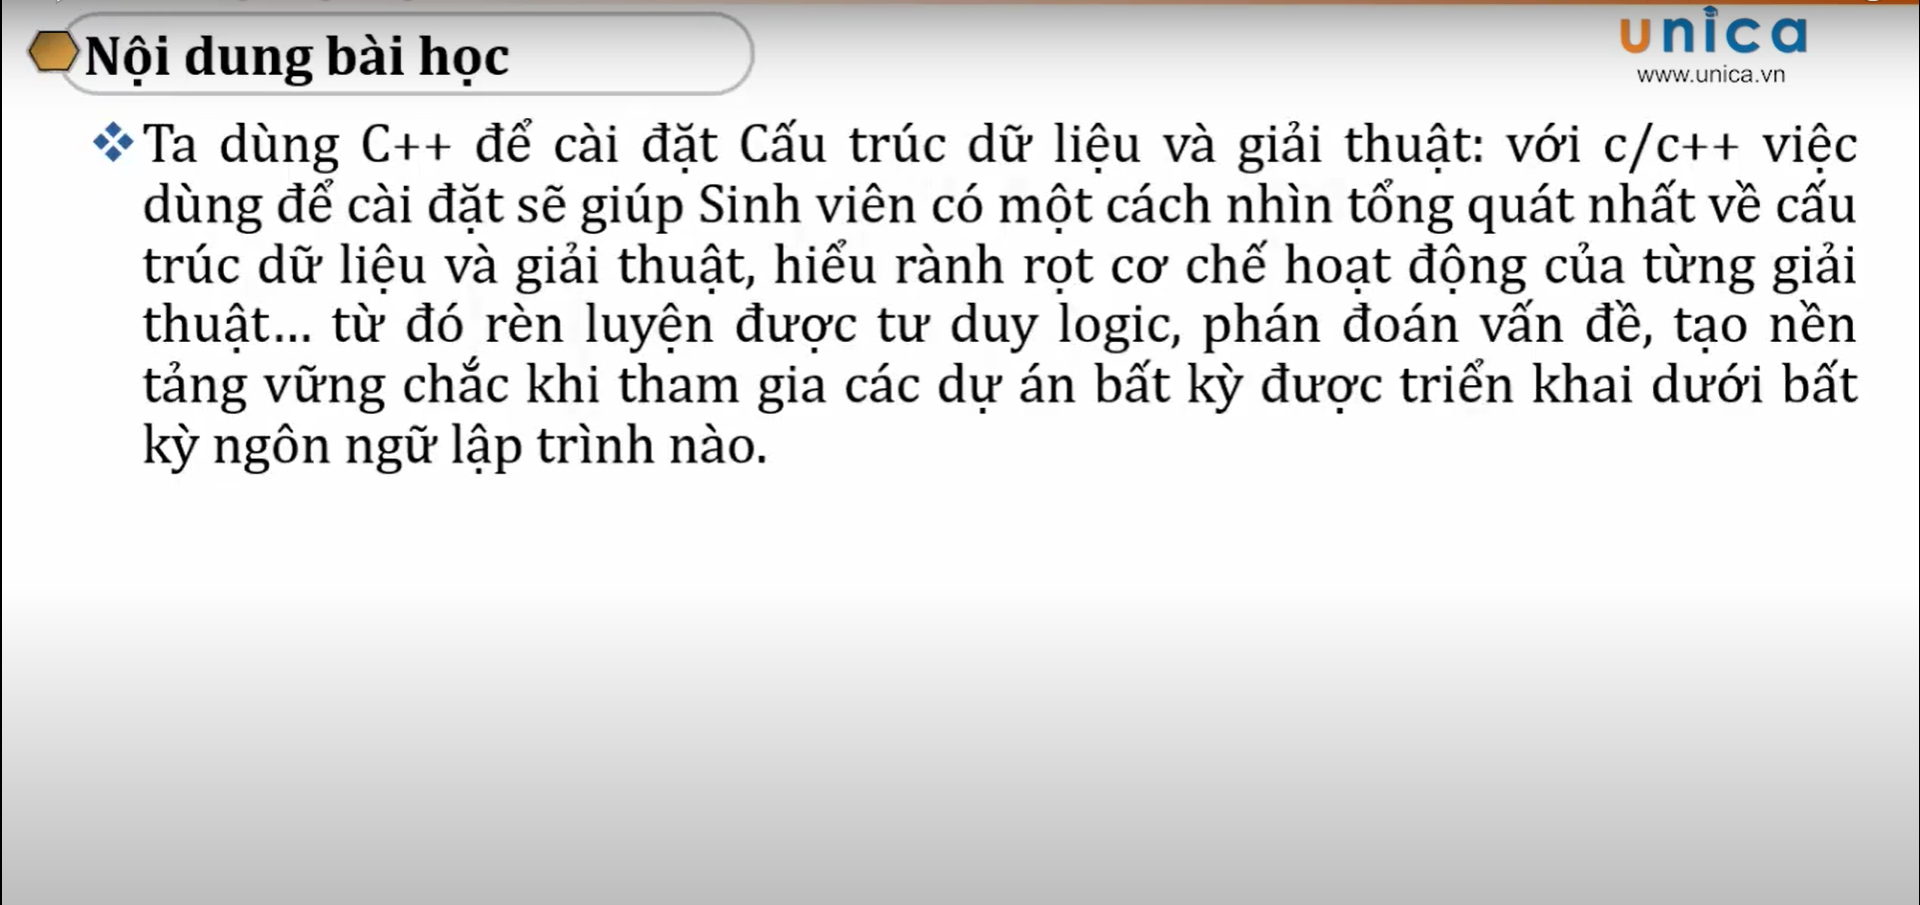 Nội dung bài học
unica
www.unica.vn
Ta dùng C++ để cài đặt Cấu trúc dữ liệu và giải thuật: với c/c++ việc
dùng để cài đặt sẽ giúp Sinh viên có một cách nhìn tổng quát nhất về cấu
trúc dữ liệu và giải thuật, hiểu rành rọt cơ chế hoạt động của từng giải
thuật... từ đó rèn luyện được tư duy logic, phán đoán vấn đề, tạo nền
tảng vững chắc khi tham gia các dự án bất kỳ được triển khai dưới bất
kỳ ngôn ngữ lập trình nào.